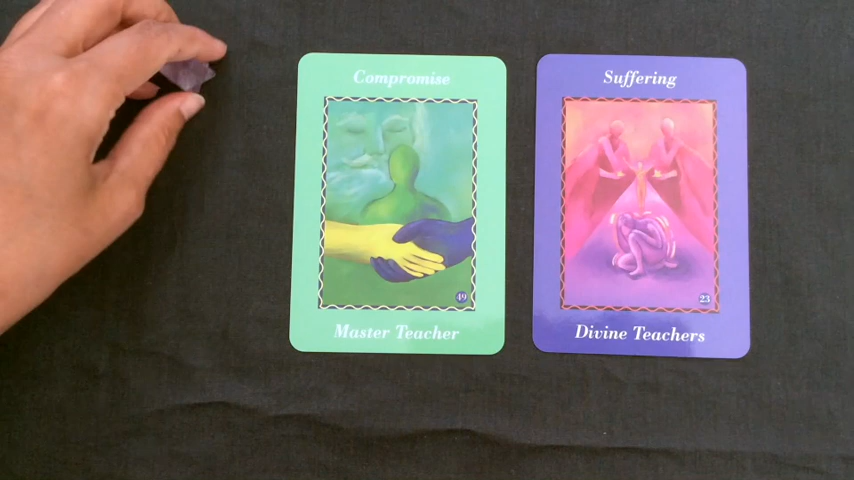 Compromise
49
Master Teacher
Suffering
23
Divine Teachers